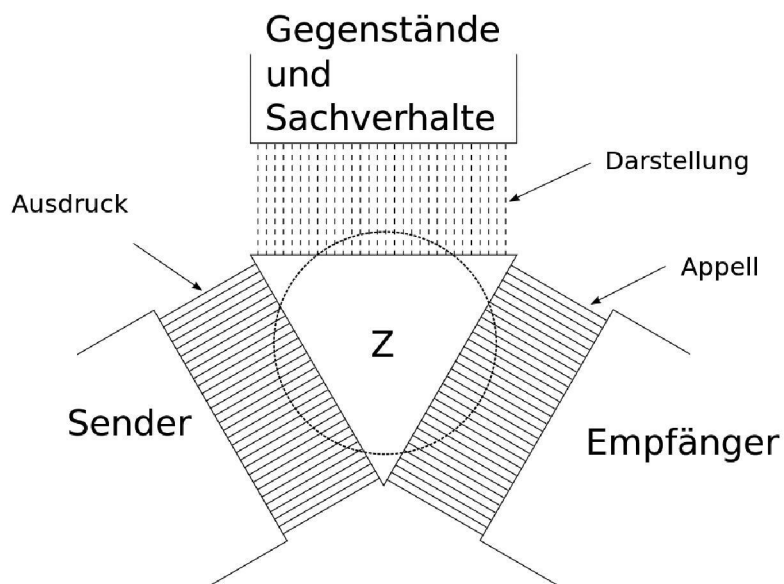 Gegenstände
und
Sachverhalte
Darstellung
Ausdruck
Appell
Z
Sender
Empfänger